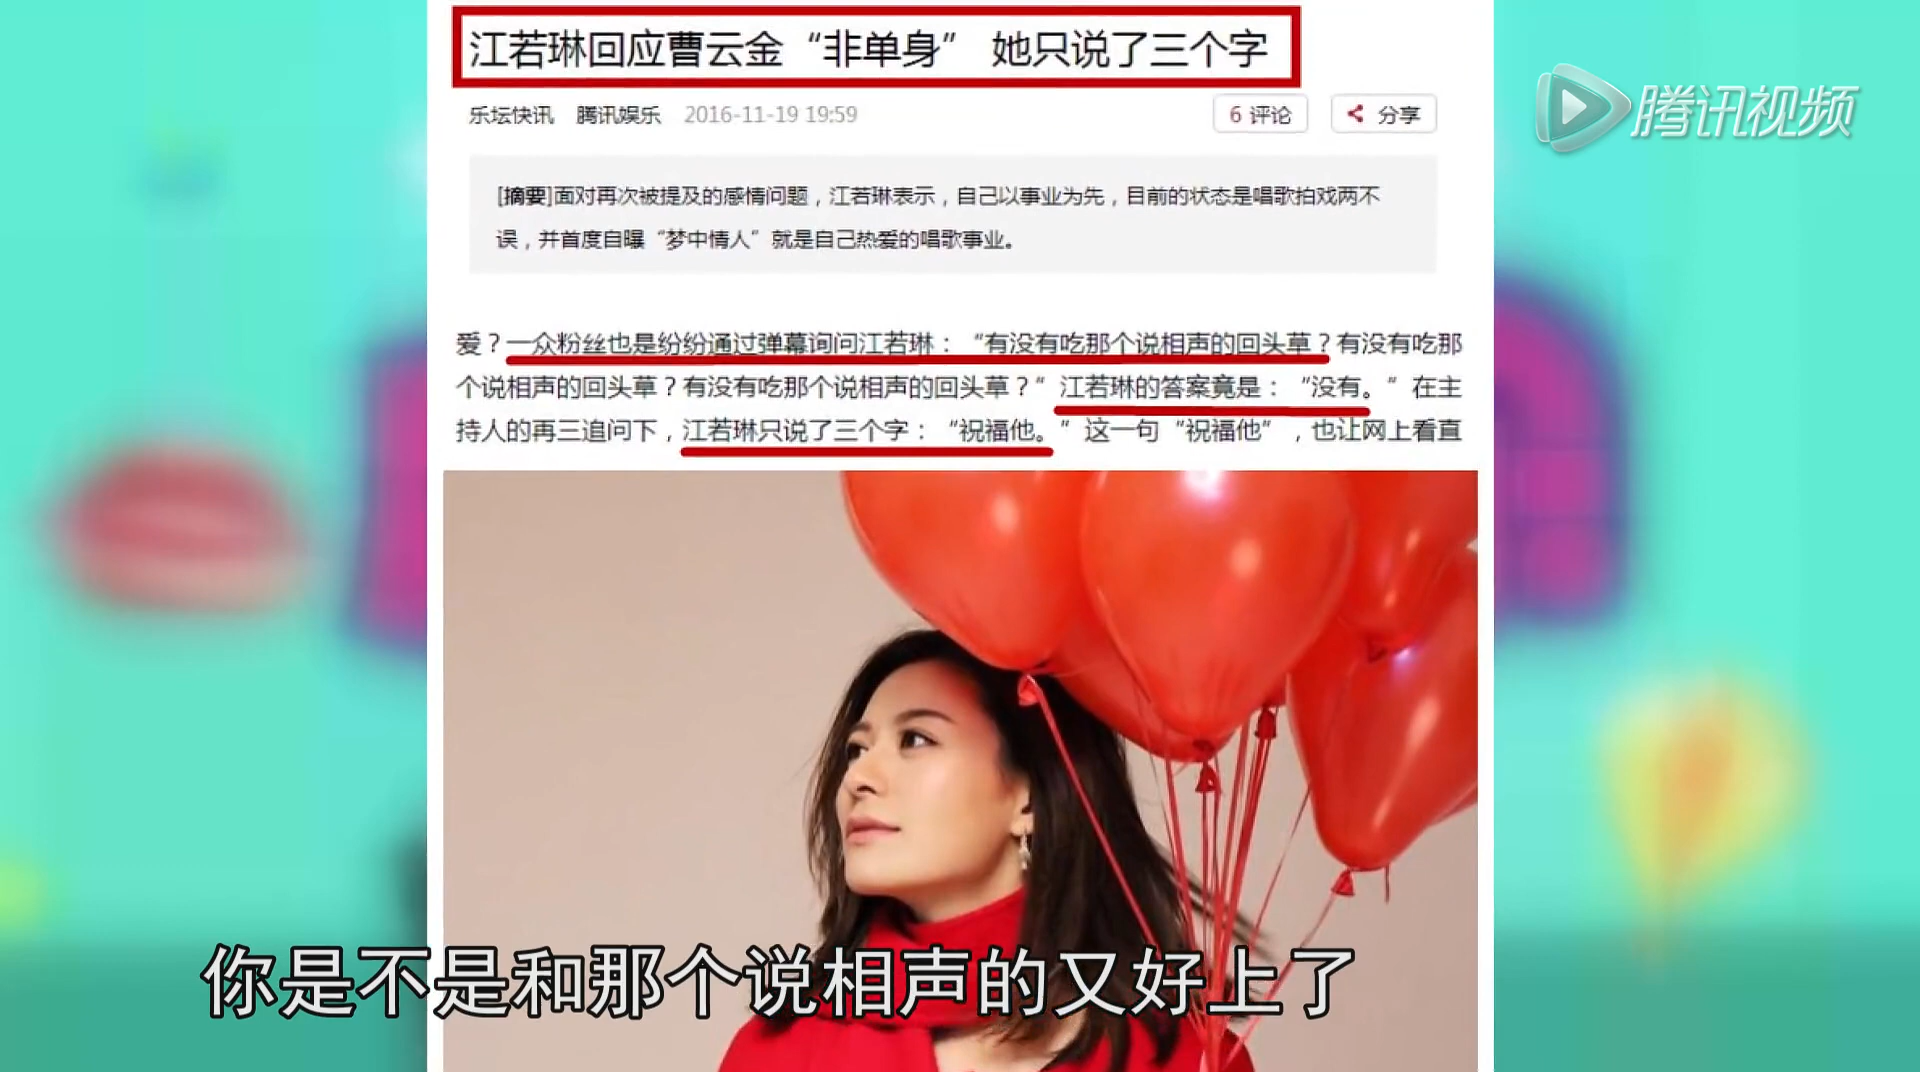 江若琳回应曹云金“非单身” 她只说了三个字
乐坛快讯 腾讯娱乐 2016-11-19 19:59 6 评论 分享
腾讯视频
[摘要]面对再次被提及的感情问题，江若琳表示，自己以事业为先，目前的状态是唱歌拍戏两不
误，并首度自曝“梦中情人”就是自己热爱的唱歌事业。
爱？一众粉丝也是纷纷通过弹幕询问江若琳：“有没有吃那个说相声的回头草？有没有吃那
个说相声的回头草？有没有吃那个说相声的回头草？”江若琳的答案竟是：“没有。”在主
持人的再三追问下，江若琳只说了三个字：“祝福他。”这一句“祝福他”，也让网上看直
你是不是和那个说相声的又好上了